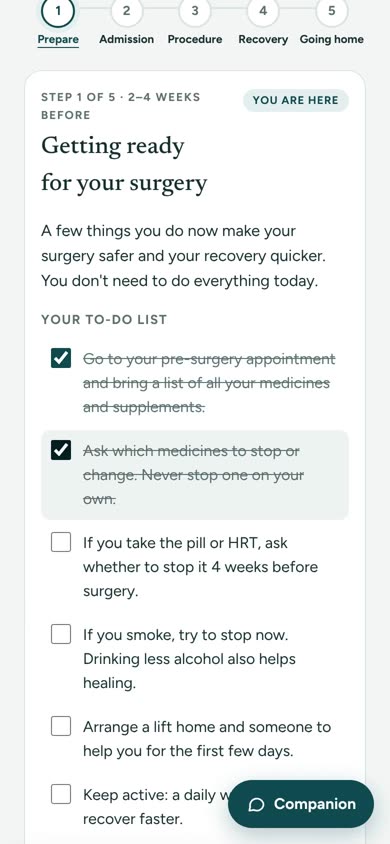 1 2 3 4 5
Prepare Admission Procedure Recovery Going home
STEP 1 OF 5 · 2–4 WEEKS
BEFORE
YOU ARE HERE
Getting ready
for your surgery
A few things you do now make your
surgery safer and your recovery quicker.
You don't need to do everything today.
YOUR TO-DO LIST
Go to your pre-surgery appointment
and bring a list of all your medicines
and supplements.
Ask which medicines to stop or
change. Never stop one on your
own.
If you take the pill or HRT, ask
whether to stop it 4 weeks before
surgery.
If you smoke, try to stop now.
Drinking less alcohol also helps
healing.
Arrange a lift home and someone to
help you for the first few days.
Keep active: a daily
recover faster.
Companion